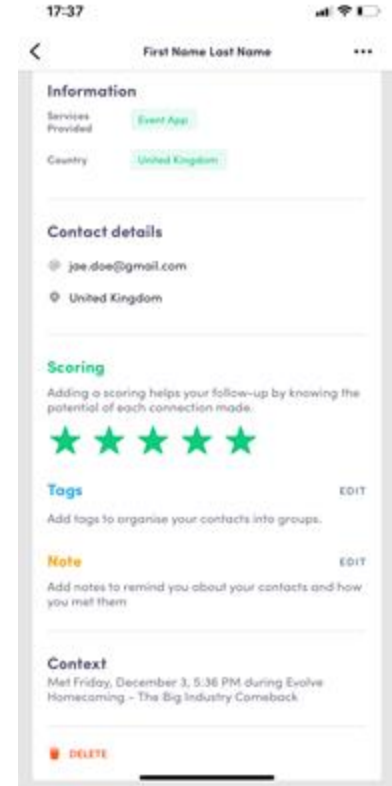 17:37
First Name Last Name
Information
Services
Provided
Event App
Country
United Kingdom
Contact details
joe.doe@gmail.com
United Kingdom
Scoring
Adding a scoring helps your follow-up by knowing the
potential of each connection made.
Tags
EDIT
Add tags to organise your contacts into groups.
Note
EDIT
Add notes to remind you about your contacts and how
you met them
Context
Met Friday, December 3, 5:36 PM during Evolve
Homecoming - The Big Industry Comeback
DELETE